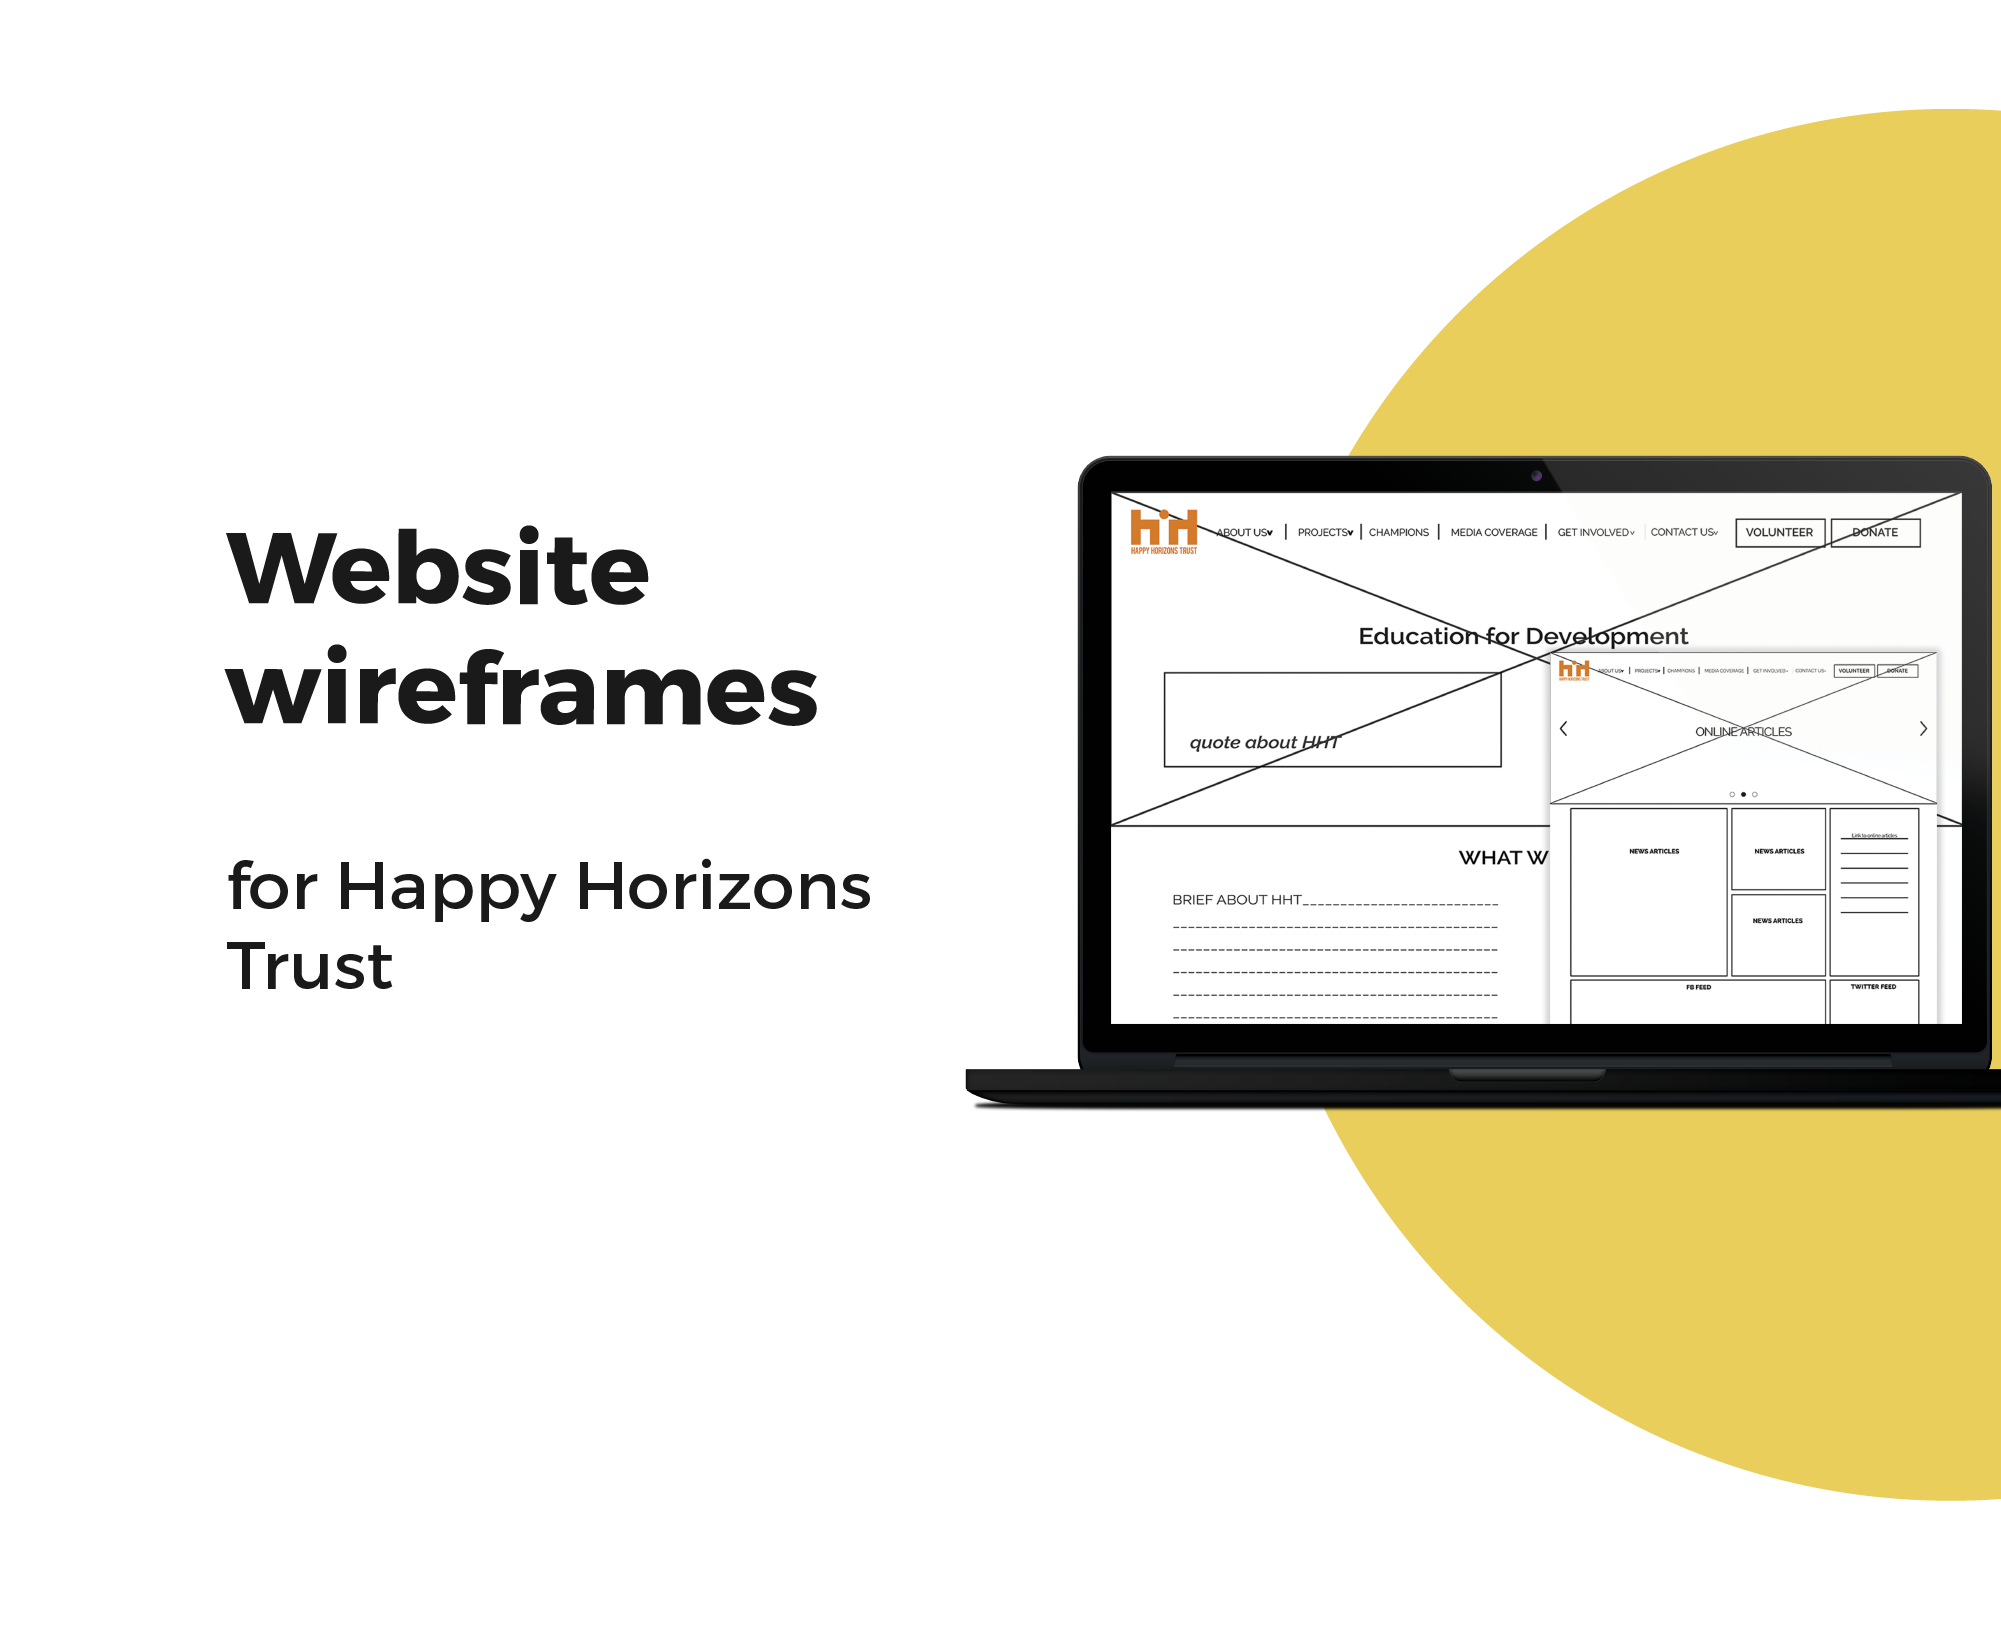 Website
wireframes
for Happy Horizons
Trust
HAPPY HORIZONS TRUST
ABOUT US PROJECTS CHAMPIONS MEDIA COVERAGE GET INVOLVED CONTACT US VOLUNTEER DONATE
Education for Development
quote about HHT
WHAT W
BRIEF ABOUT HHT
HAPPY HORIZONS TRUST
ABOUT US PROJECTS CHAMPIONS MEDIA COVERAGE GET INVOLVED CONTACT US VOLUNTEER DONATE
ONLINE ARTICLES
NEWS ARTICLES
NEWS ARTICLES
NEWS ARTICLES
Link to online articles
FB FEED
TWITTER FEED